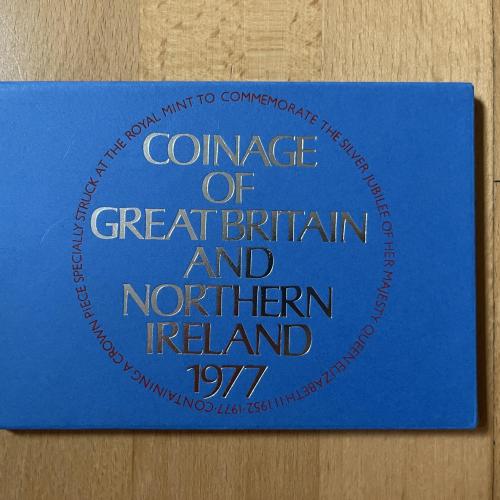 COINAGE
OF
GREAT BRITAIN
AND
NORTHERN
IRELAND
1977
CONTAINING A CROWN PIECE SPECIALLY STRUCK AT THE ROYAL MINT TO COMMEMORATE THE SILVER JUBILEE OF HER MAJESTY QUEEN ELIZABETH II 1952-1977·